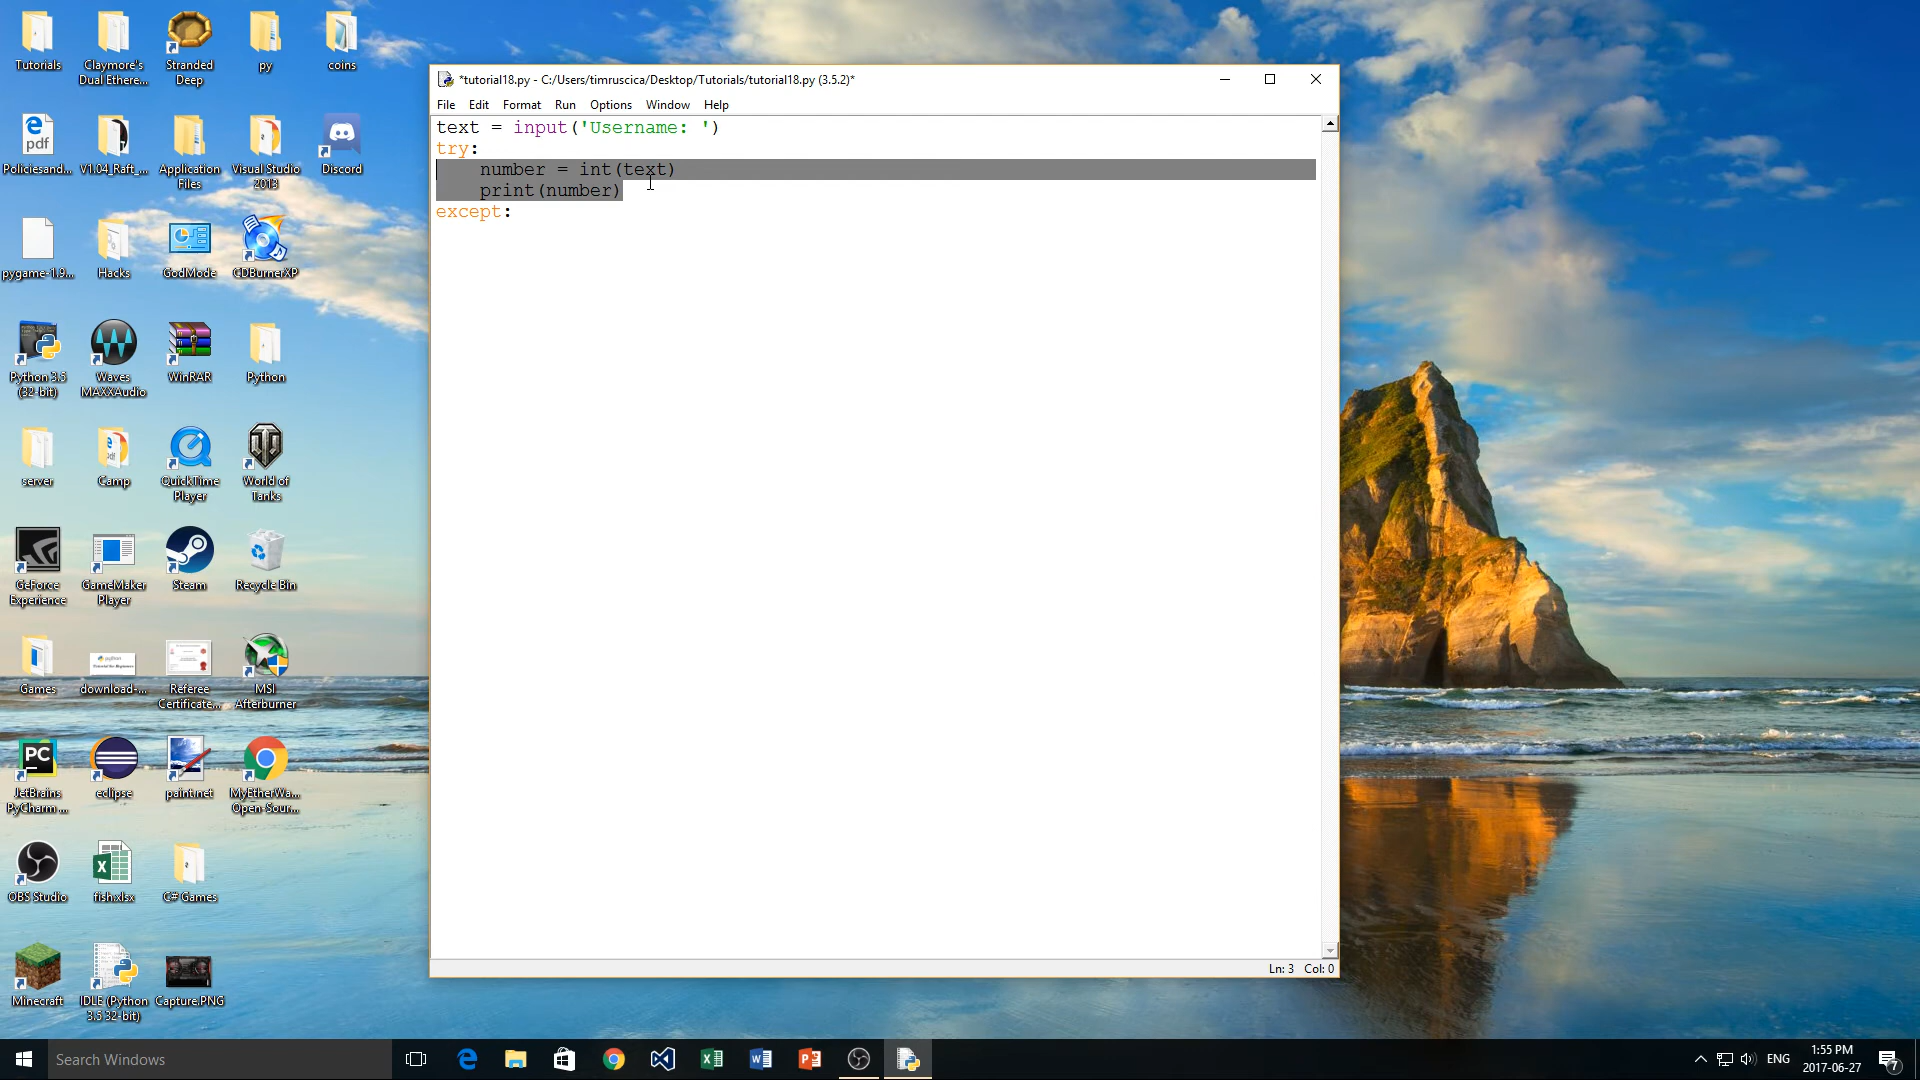 Tutorials
Claymore's
Dual Ethere...
Stranded
Deep
py
coins
Policiesand...
V1.04_Raft_...
Application
Files
Visual Studio
2013
Discord
pygame-1.9...
Hacks
GodMode
CDBurnerXP
Python 3.5
(32-bit)
Waves
MAXXAudio
WinRAR
Python
server
Camp
QuickTime
Player
World of
Tanks
GeForce
Experience
GameMaker
Player
Steam
Recycle Bin
Games
download-...
Referee
Certificate...
MSI
Afterburner
JetBrains
PyCharm ...
eclipse
paint.net
MyEtherWa...
Open-Sour...
OBS Studio
fish.xlsx
C# Games
Minecraft
IDLE (Python
3.5 32-bit)
Capture.PNG
*tutorial18.py - C:/Users/timruscica/Desktop/Tutorials/tutorial18.py (3.5.2)*
File Edit Format Run Options Window Help
text = input('Username: ')
try:
    number = int(text)
    print(number)
except:
Ln: 3 Col: 0
Search Windows
ENG
1:55 PM
2017-06-27
7